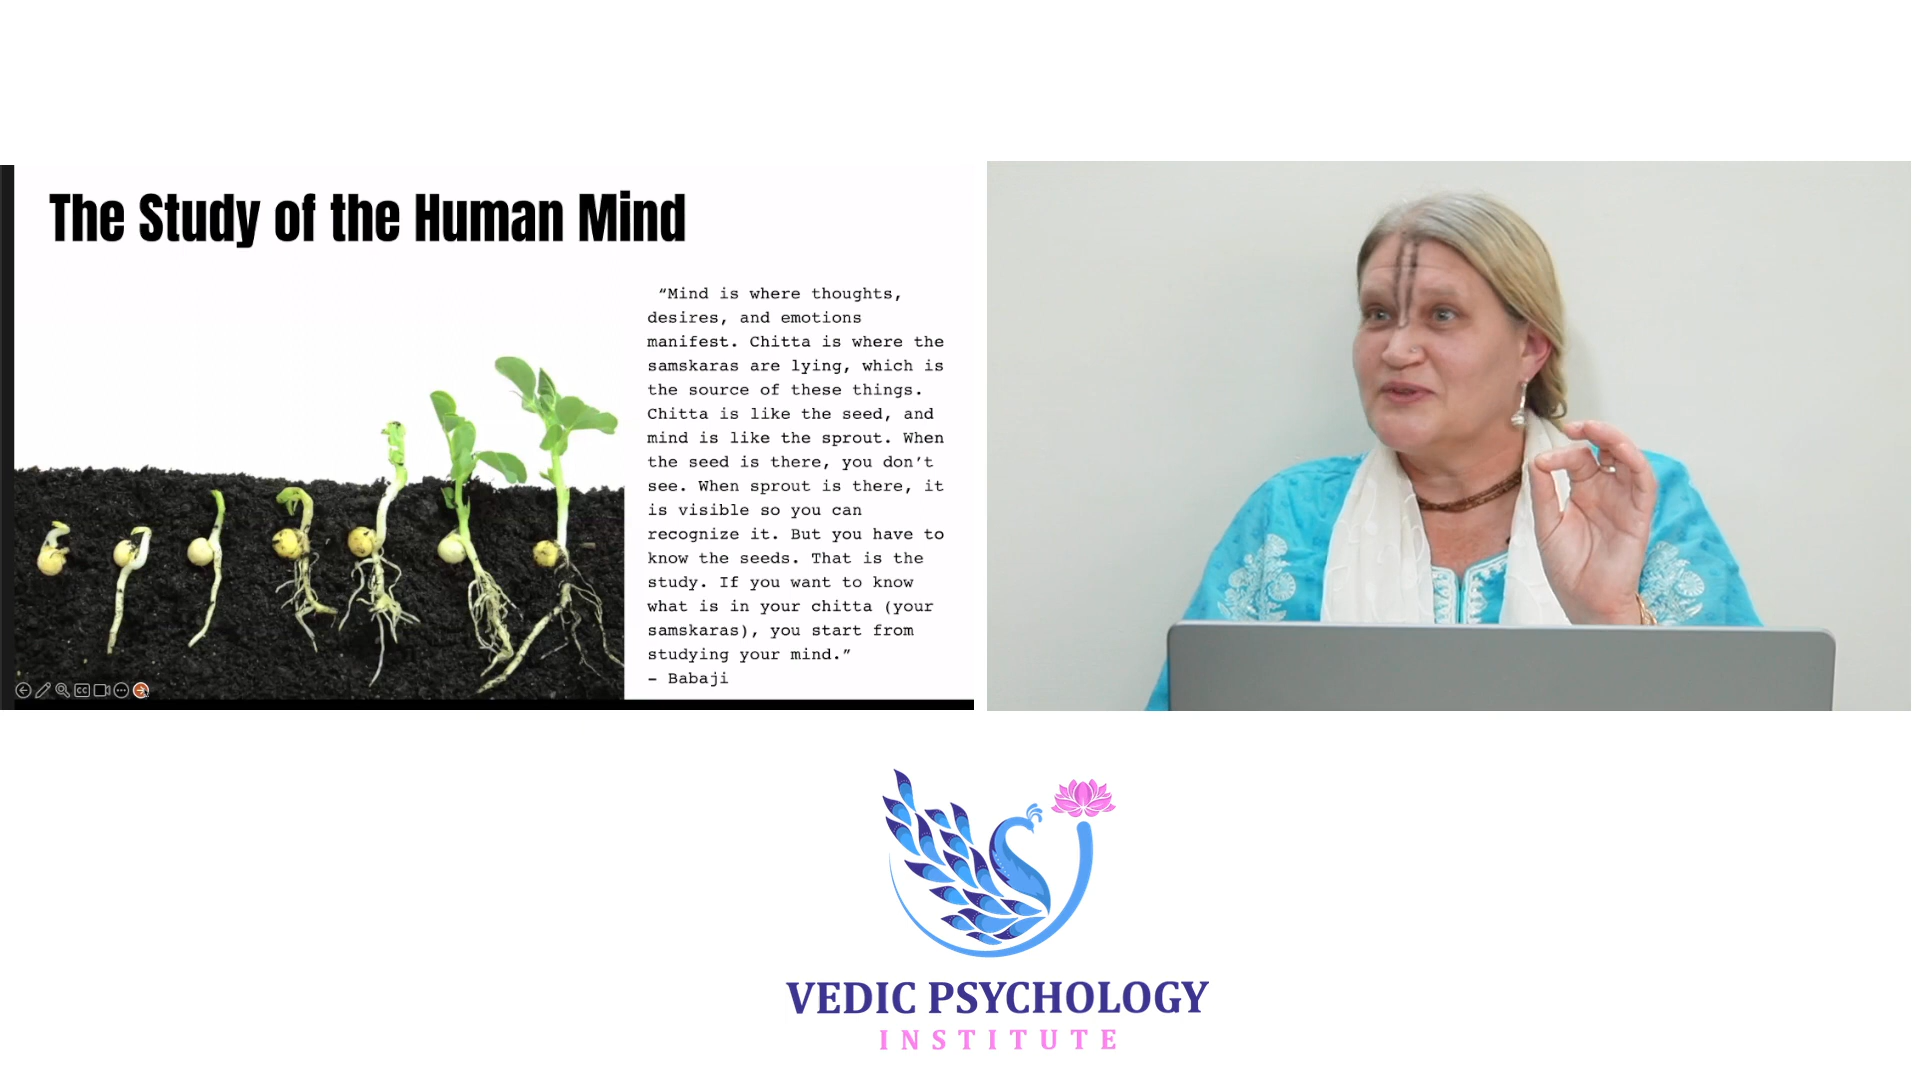 The Study of the Human Mind
“Mind is where thoughts,
desires, and emotions
manifest. Chitta is where the
samskaras are lying, which is
the source of these things.
Chitta is like the seed, and
mind is like the sprout. When
the seed is there, you don’t
see. When sprout is there, it
is visible so you can
recognize it. But you have to
know the seeds. That is the
study. If you want to know
what is in your chitta (your
samskaras), you start from
studying your mind.”
– Babaji
CC
VEDIC PSYCHOLOGY
INSTITUTE